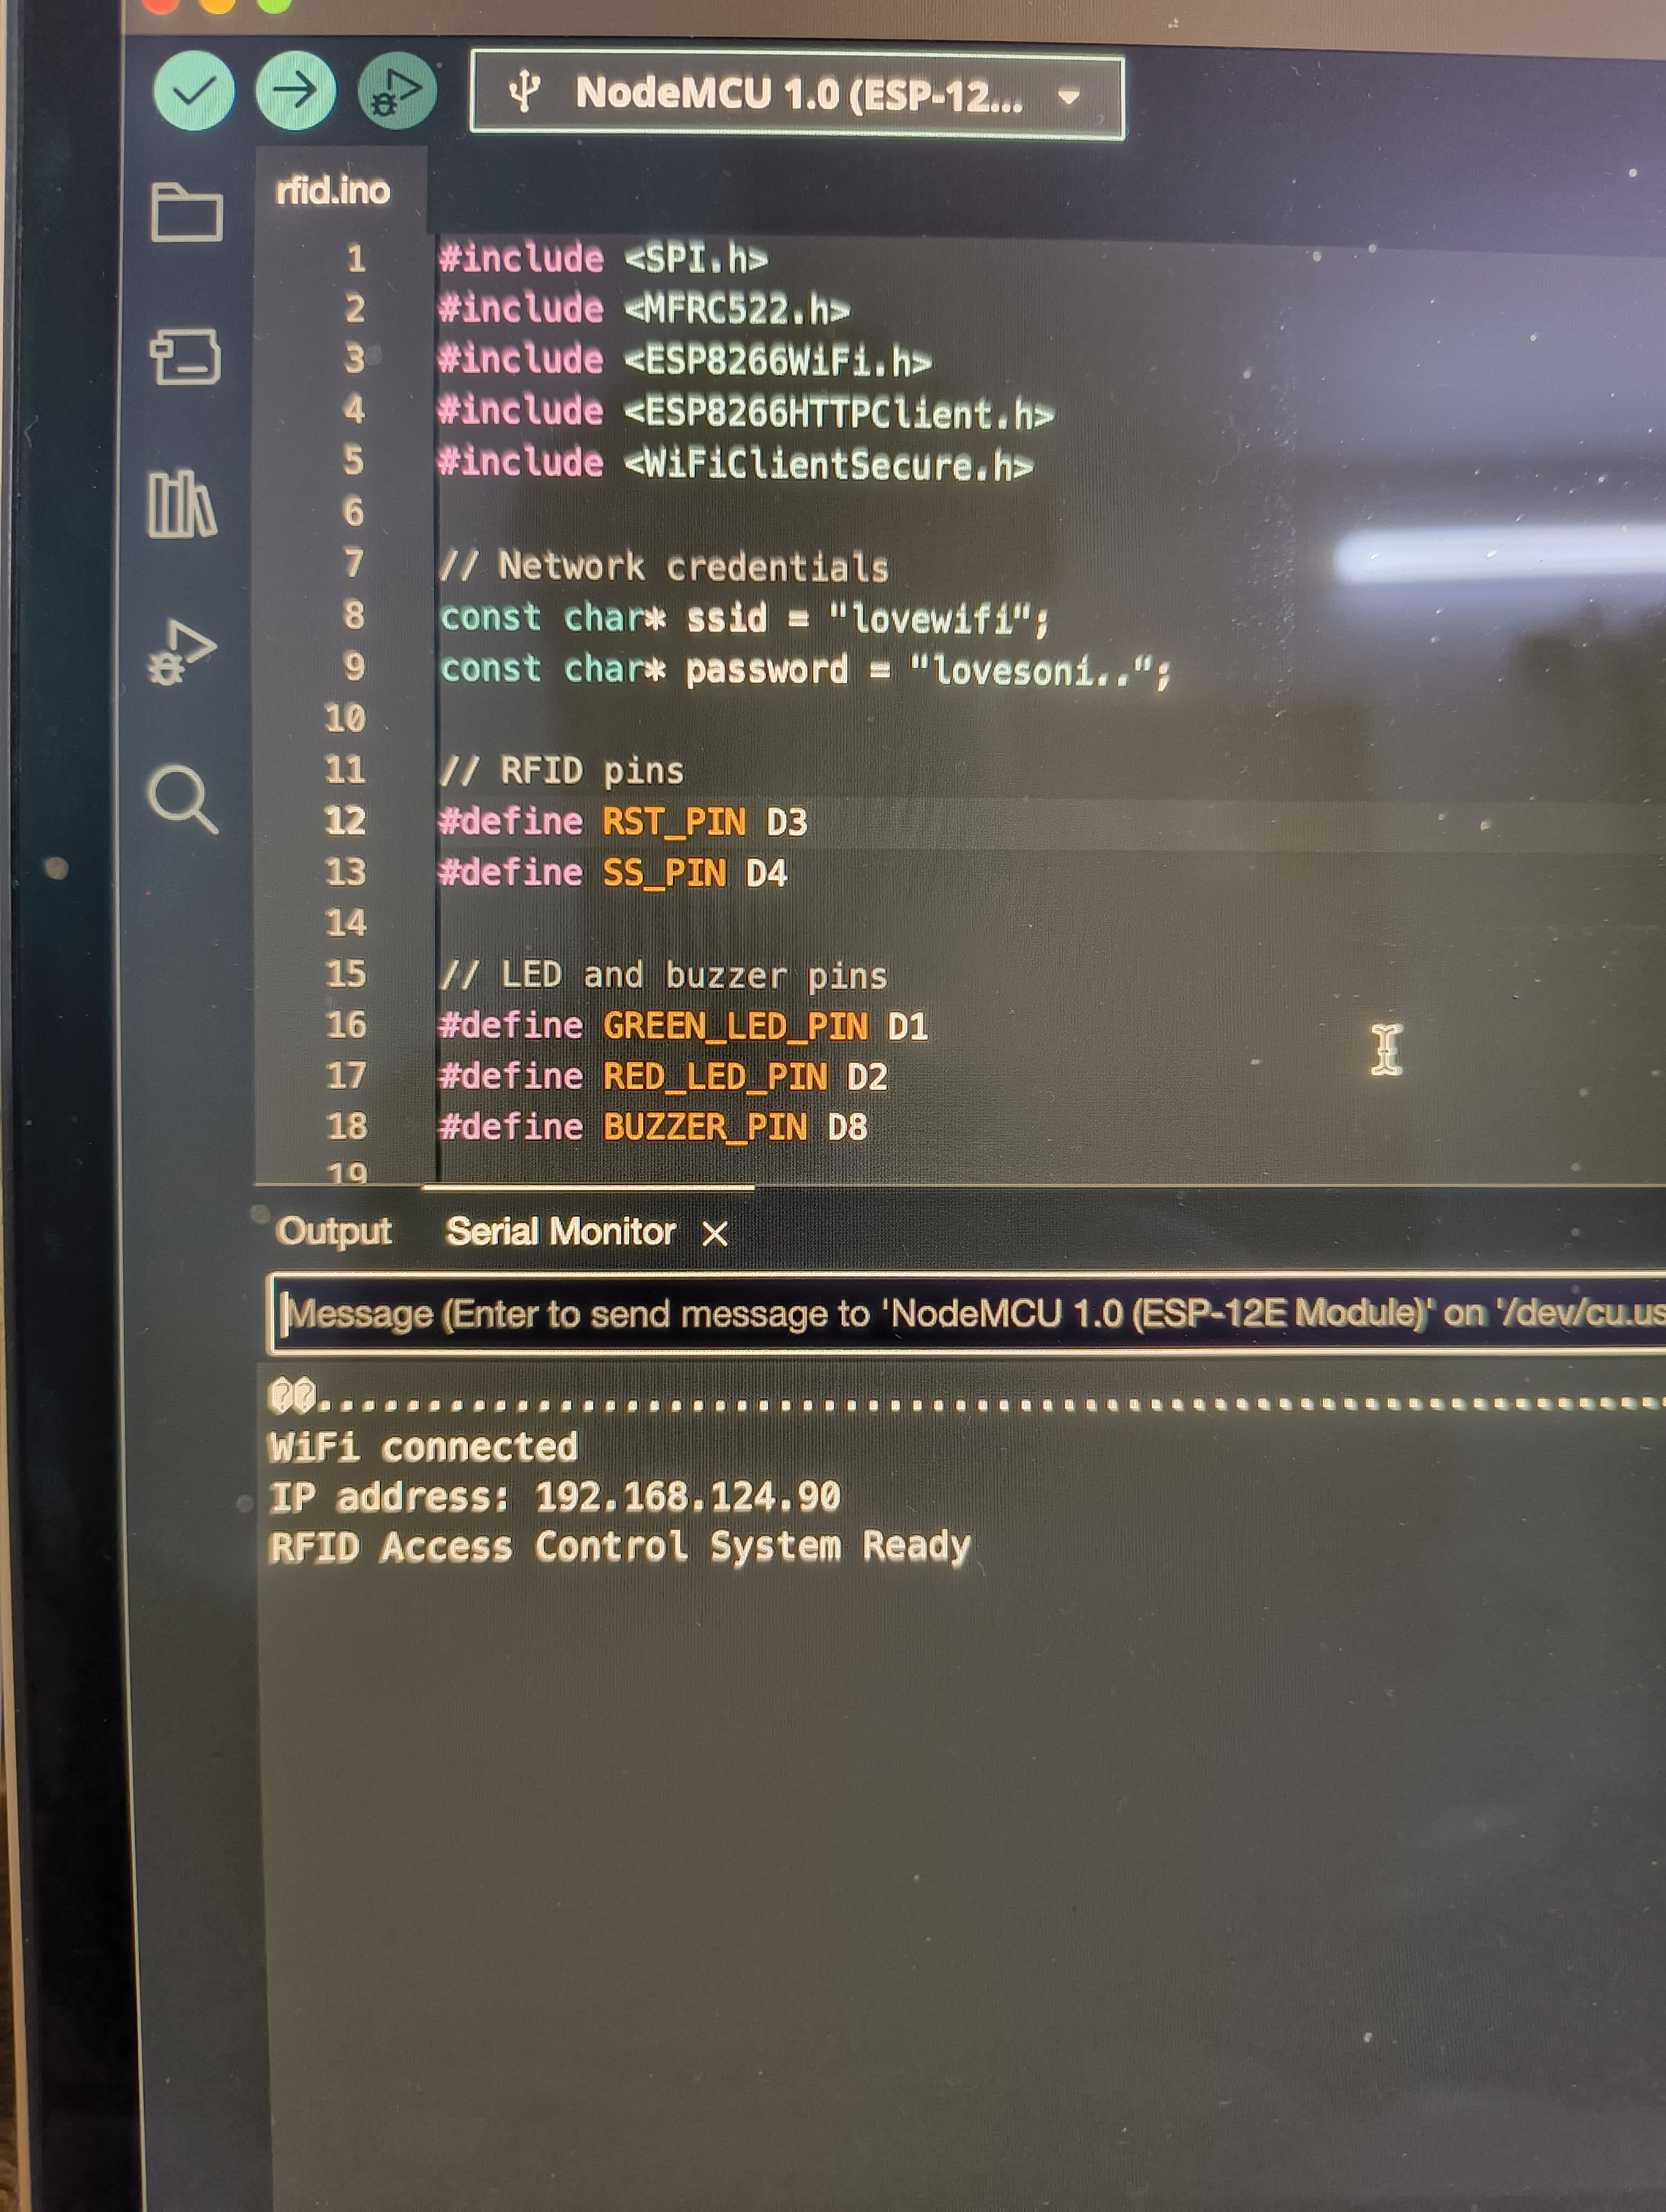 NodeMCU 1.0 (ESP-12...
rfid.ino
1 #include <SPI.h>
2 #include <MFRC522.h>
3 #include <ESP8266WiFi.h>
4 #include <ESP8266HTTPClient.h>
5 #include <WiFiClientSecure.h>
6
7 // Network credentials
8 const char* ssid = "lovewifi";
9 const char* password = "lovesoni..";
10
11 // RFID pins
12 #define RST_PIN D3
13 #define SS_PIN D4
14
15 // LED and buzzer pins
16 #define GREEN_LED_PIN D1
17 #define RED_LED_PIN D2
18 #define BUZZER_PIN D8
19
Output Serial Monitor
Message (Enter to send message to 'NodeMCU 1.0 (ESP-12E Module)' on '/dev/cu.us
��..............................................................
WiFi connected
IP address: 192.168.124.90
RFID Access Control System Ready